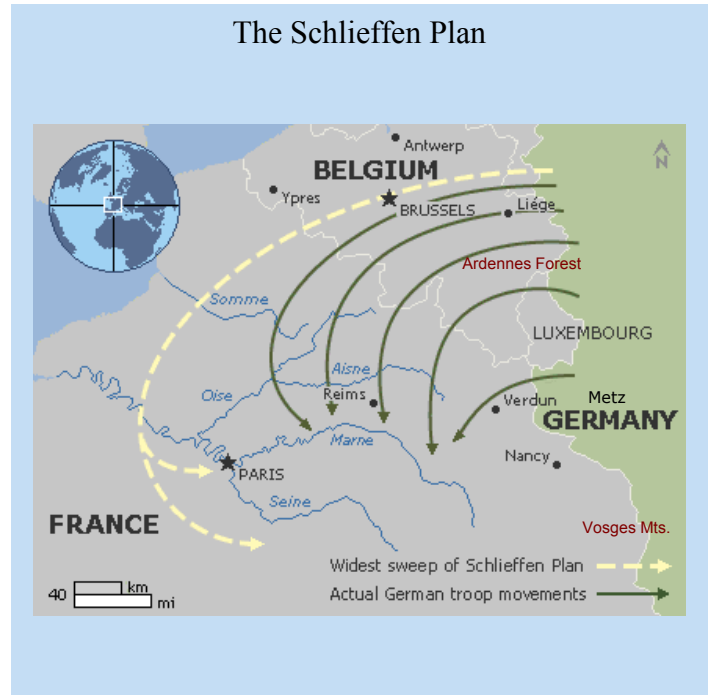 The Schlieffen Plan
N
Antwerp
BELGIUM
Ypres
BRUSSELS
Liége
Ardennes Forest
Somme
LUXEMBOURG
Aisne
Oise
Reims
Metz
Verdun
GERMANY
Marne
Nancy
PARIS
Seine
FRANCE
Vosges Mts.
Widest sweep of Schlieffen Plan
Actual German troop movements
40 km
mi